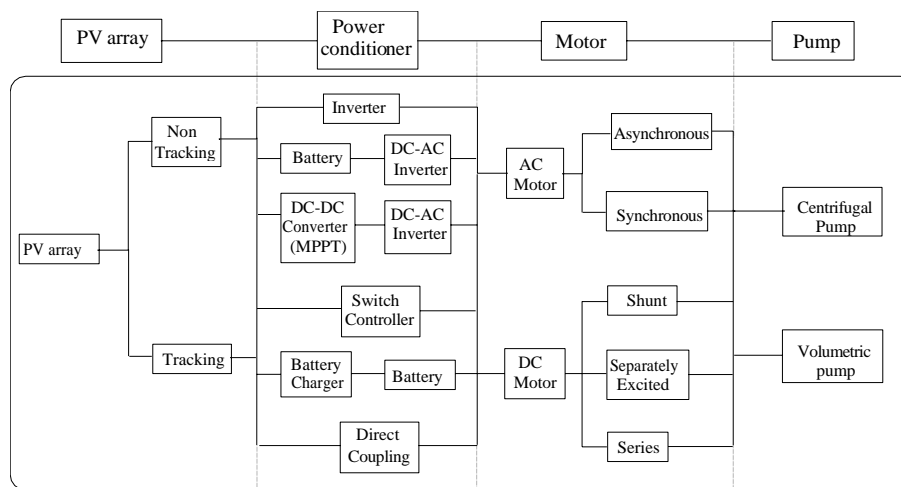 PV array
Power
conditioner
Motor
Pump
Inverter
Non
Tracking
Battery
DC-AC
Inverter
DC-DC
Converter
(MPPT)
DC-AC
Inverter
AC
Motor
Asynchronous
Synchronous
Centrifugal
Pump
PV array
Switch
Controller
Shunt
Tracking
Battery
Charger
Battery
DC
Motor
Separately
Excited
Volumetric
pump
Direct
Coupling
Series